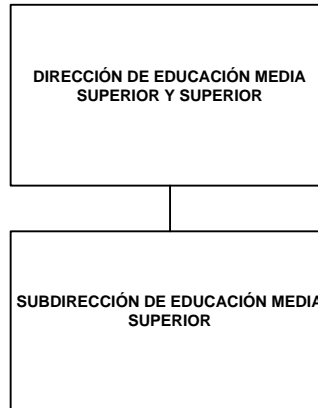 DIRECCIÓN DE EDUCACIÓN MEDIA
SUPERIOR Y SUPERIOR
SUBDIRECCIÓN DE EDUCACIÓN MEDIA
SUPERIOR